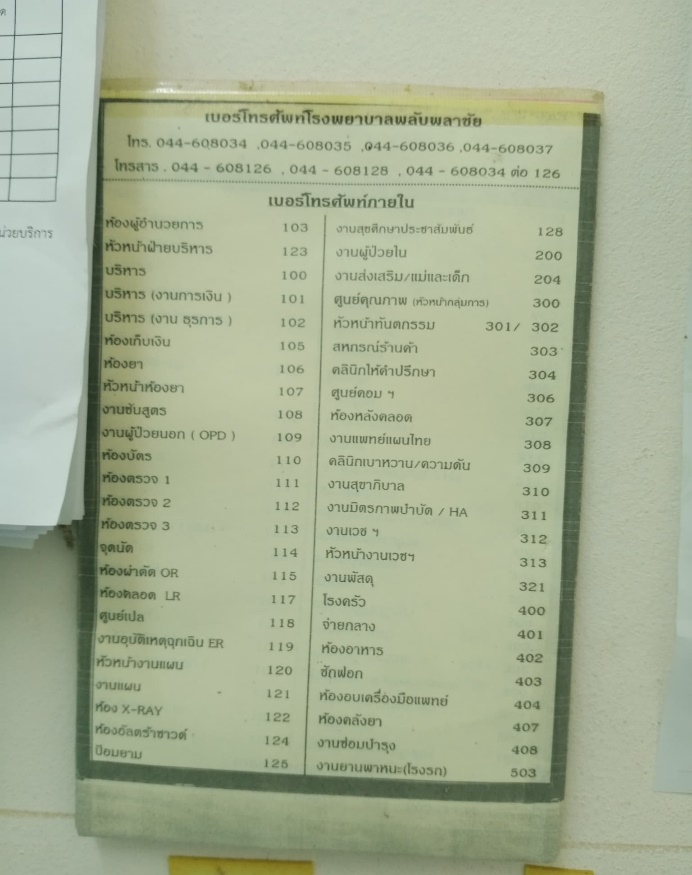 เบอร์โทรศัพท์โรงพยาบาลพลับพลาชัย
โทร. 044-608034 ,044-608035 ,044-608036 ,044-608037
โทรสาร . 044 - 608126 , 044 - 608128 , 044 - 608034 ต่อ 126
เบอร์โทรศัพท์ภายใน
ห้องผู้อำนวยการ 103
หัวหน้าฝ่ายบริหาร 123
บริหาร 100
บริหาร (งานการเงิน ) 101
บริหาร (งาน ธุรการ ) 102
ห้องเก็บเงิน 105
ห้องยา 106
หัวหน้าห้องยา 107
งานชันสูตร 108
งานผู้ป่วยนอก ( OPD ) 109
ห้องบัตร 110
ห้องตรวจ 1 111
ห้องตรวจ 2 112
ห้องตรวจ 3 113
จุดนัด 114
ห้องผ่าตัด OR 115
ห้องคลอด LR 117
ศูนย์เปล 118
งานอุบัติเหตุฉุกเฉิน ER 119
หัวหน้างานแผน 120
งานแผน 121
ห้อง X-RAY 122
ห้องอัลตร้าซาวด์ 124
ป้อมยาม 125
งานสุขศึกษาประชาสัมพันธ์ 128
งานผู้ป่วยใน 200
งานส่งเสริม/แม่และเด็ก 204
ศูนย์คุณภาพ (หัวหน้ากลุ่มการ) 300
หัวหน้าทันตกรรม 301/ 302
สหกรณ์ร้านค้า 303
คลินิกให้คำปรึกษา 304
ศูนย์คอม ฯ 306
ห้องหลังคลอด 307
งานแพทย์แผนไทย 308
คลินิกเบาหวาน/ความดัน 309
งานสุขาภิบาล 310
งานมิตรภาพบำบัด / HA 311
งานเวช ฯ 312
หัวหน้างานเวชฯ 313
งานพัสดุ 321
โรงครัว 400
จ่ายกลาง 401
ห้องอาหาร 402
ซักฟอก 403
ห้องอบเครื่องมือแพทย์ 404
ห้องคลังยา 407
งานซ่อมบำรุง 408
งานยานพาหนะ(โรงรถ) 503